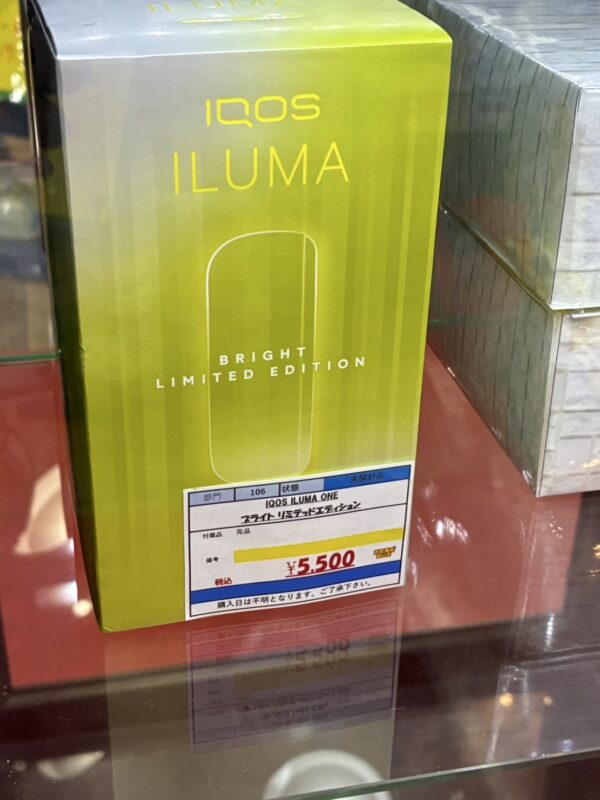 IQOS
ILUMA
BRIGHT
LIMITED EDITION
部門 106 状態 未開封品
IQOS ILUMA ONE
ブライト リミテッドエディション
付属品 完品
備考
税込 ¥5,500
購入日は不明となります。ご了承下さい。